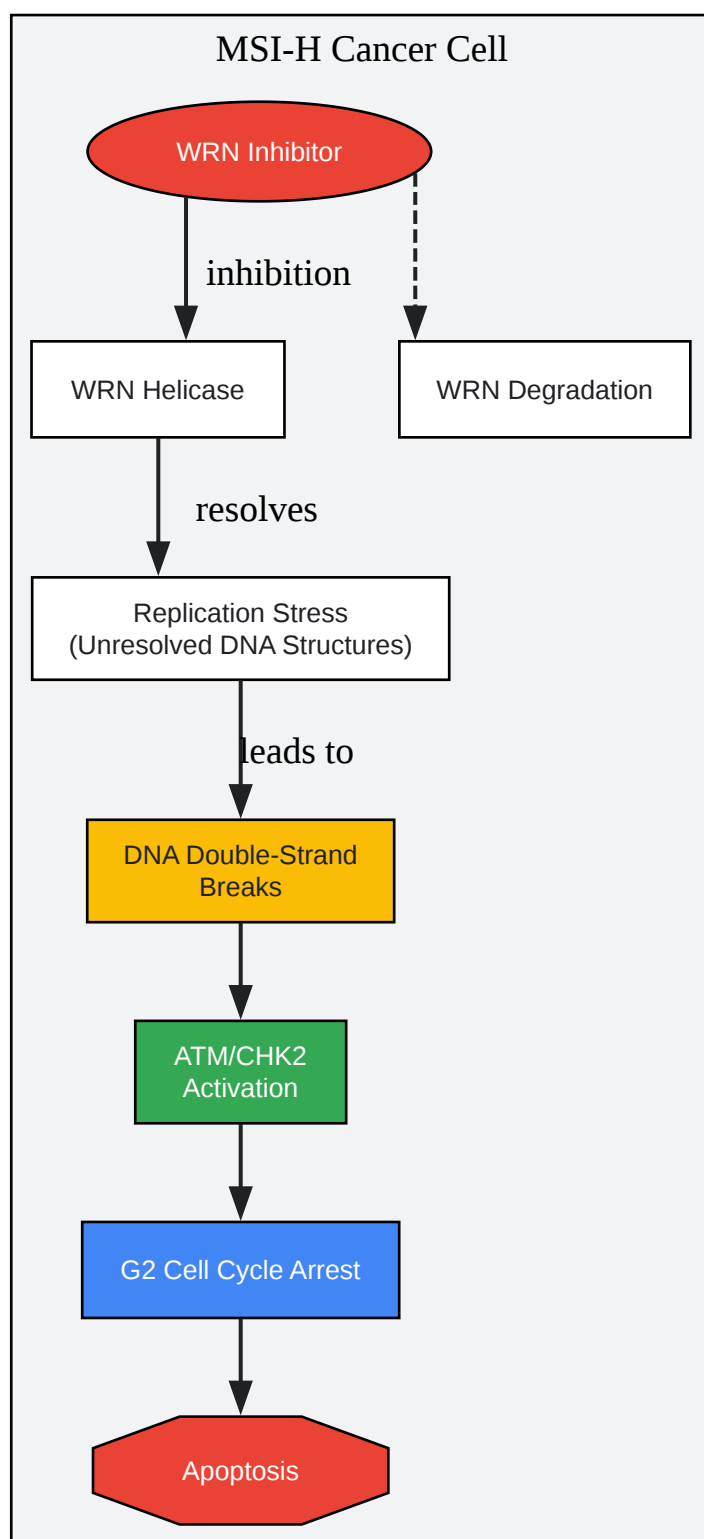 MSI-H Cancer Cell
WRN Inhibitor
inhibition
WRN Helicase
WRN Degradation
resolves
Replication Stress
(Unresolved DNA Structures)
leads to
DNA Double-Strand
Breaks
ATM/CHK2
Activation
G2 Cell Cycle Arrest
Apoptosis